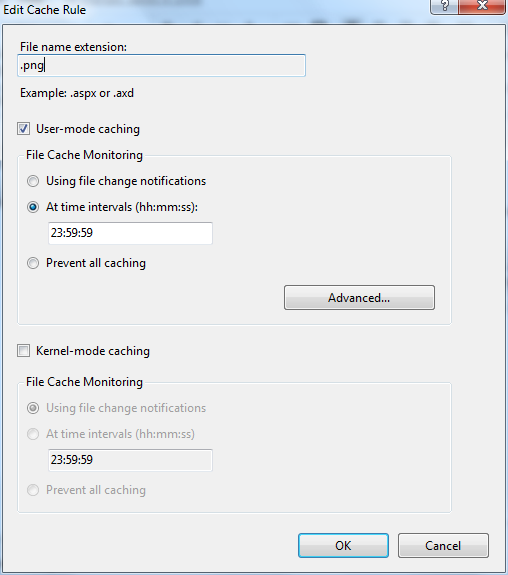 Edit Cache Rule
?
File name extension:
.png
Example: .aspx or .axd
User-mode caching
File Cache Monitoring
Using file change notifications
At time intervals (hh:mm:ss):
23:59:59
Prevent all caching
Advanced...
Kernel-mode caching
File Cache Monitoring
Using file change notifications
At time intervals (hh:mm:ss)
23:59:59
Prevent all caching
OK Cancel